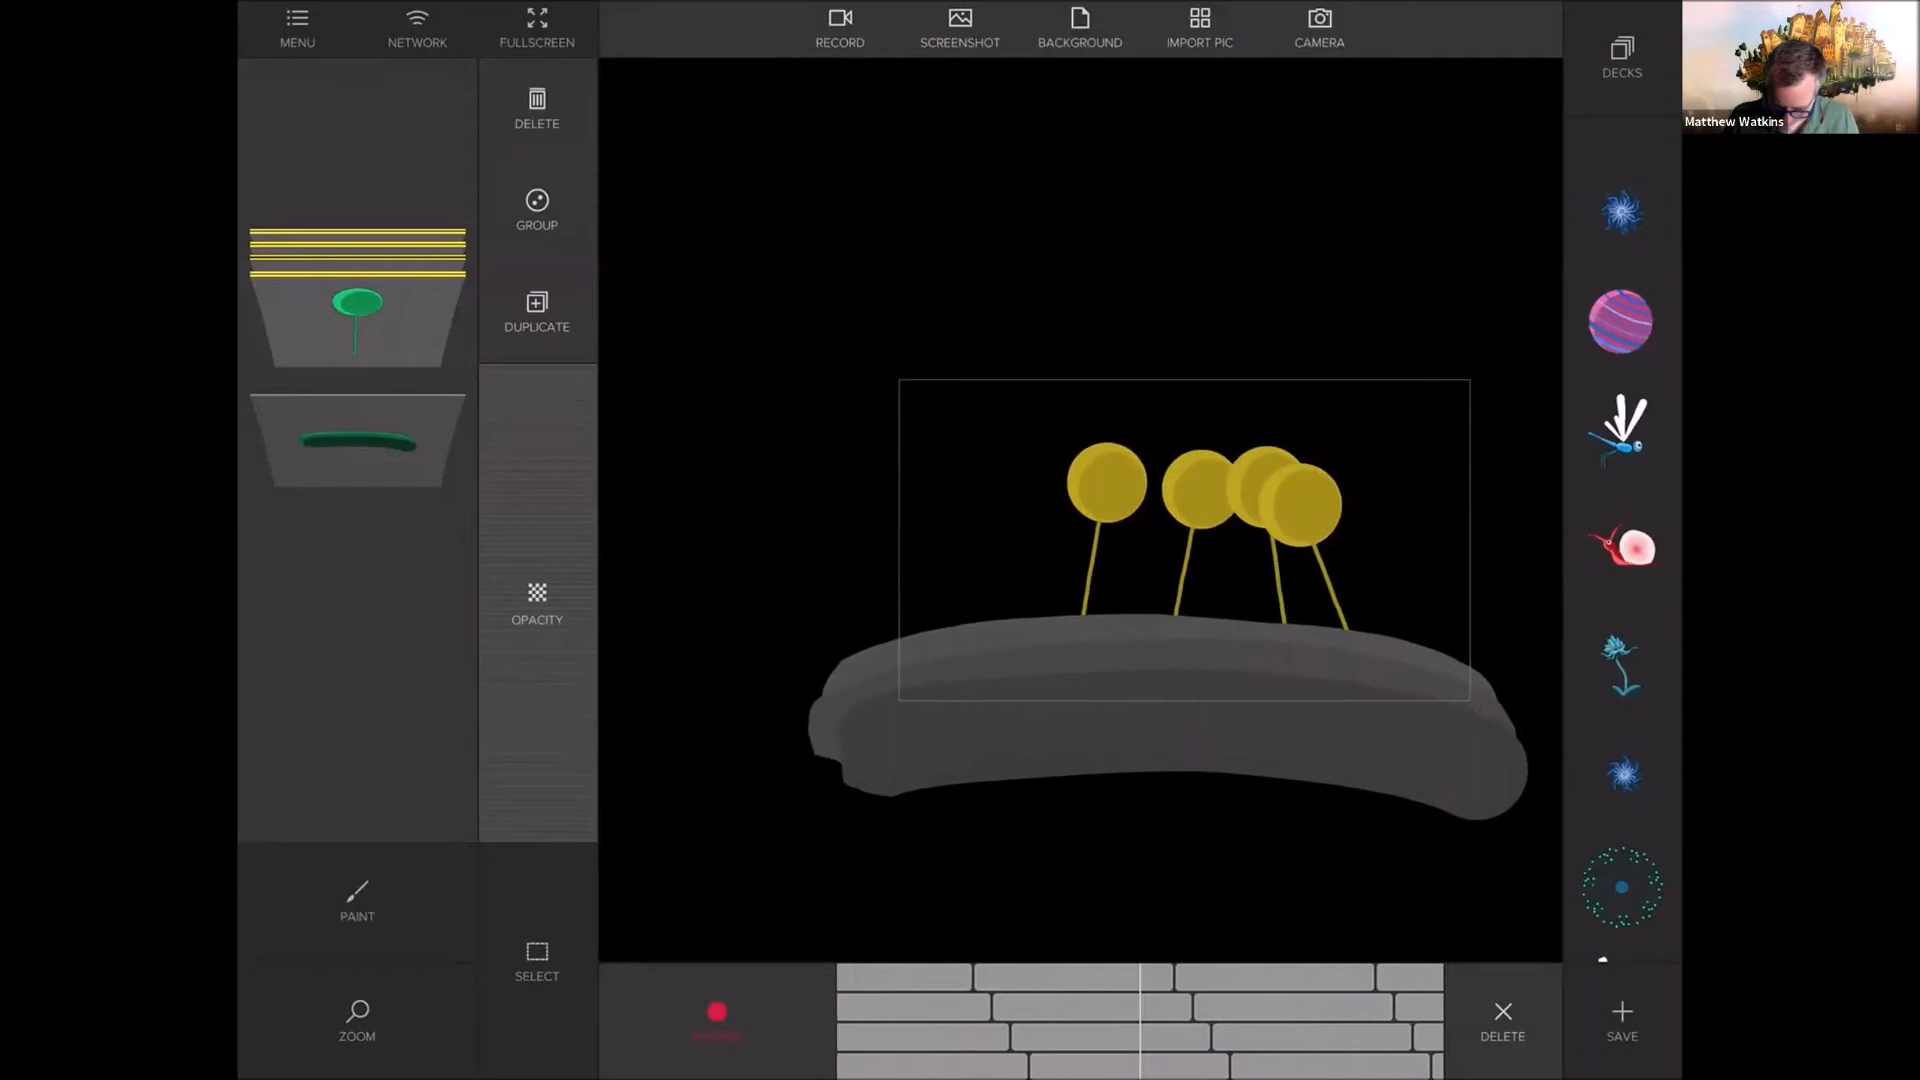 MENU
NETWORK
FULLSCREEN
RECORD
SCREENSHOT
BACKGROUND
IMPORT PIC
CAMERA
DECKS
Matthew Watkins
DELETE
GROUP
DUPLICATE
OPACITY
PAINT
SELECT
ZOOM
DELETE
SAVE